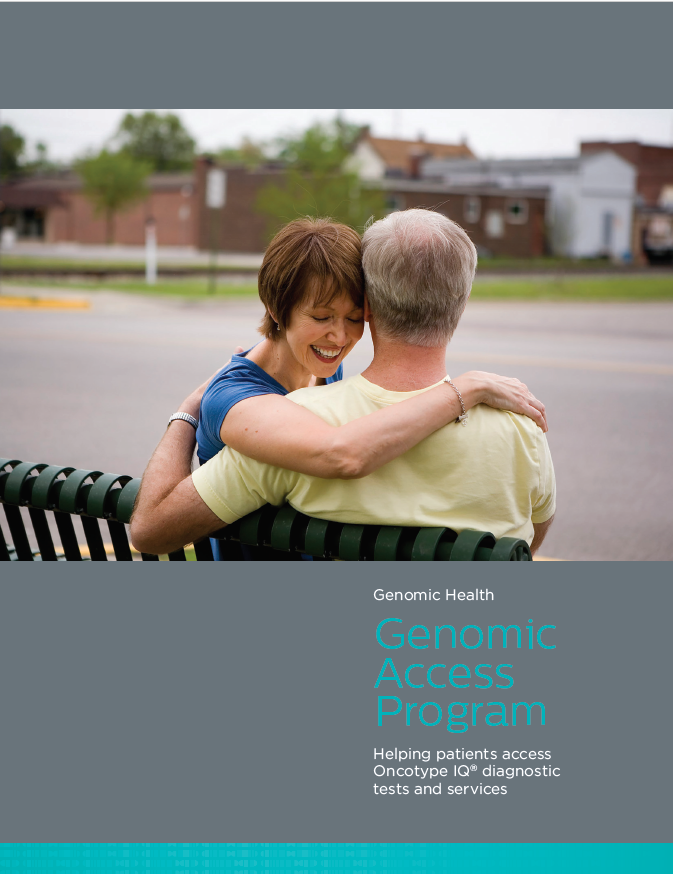 Genomic Health
Genomic
Access
Program
Helping patients access
Oncotype IQ® diagnostic
tests and services